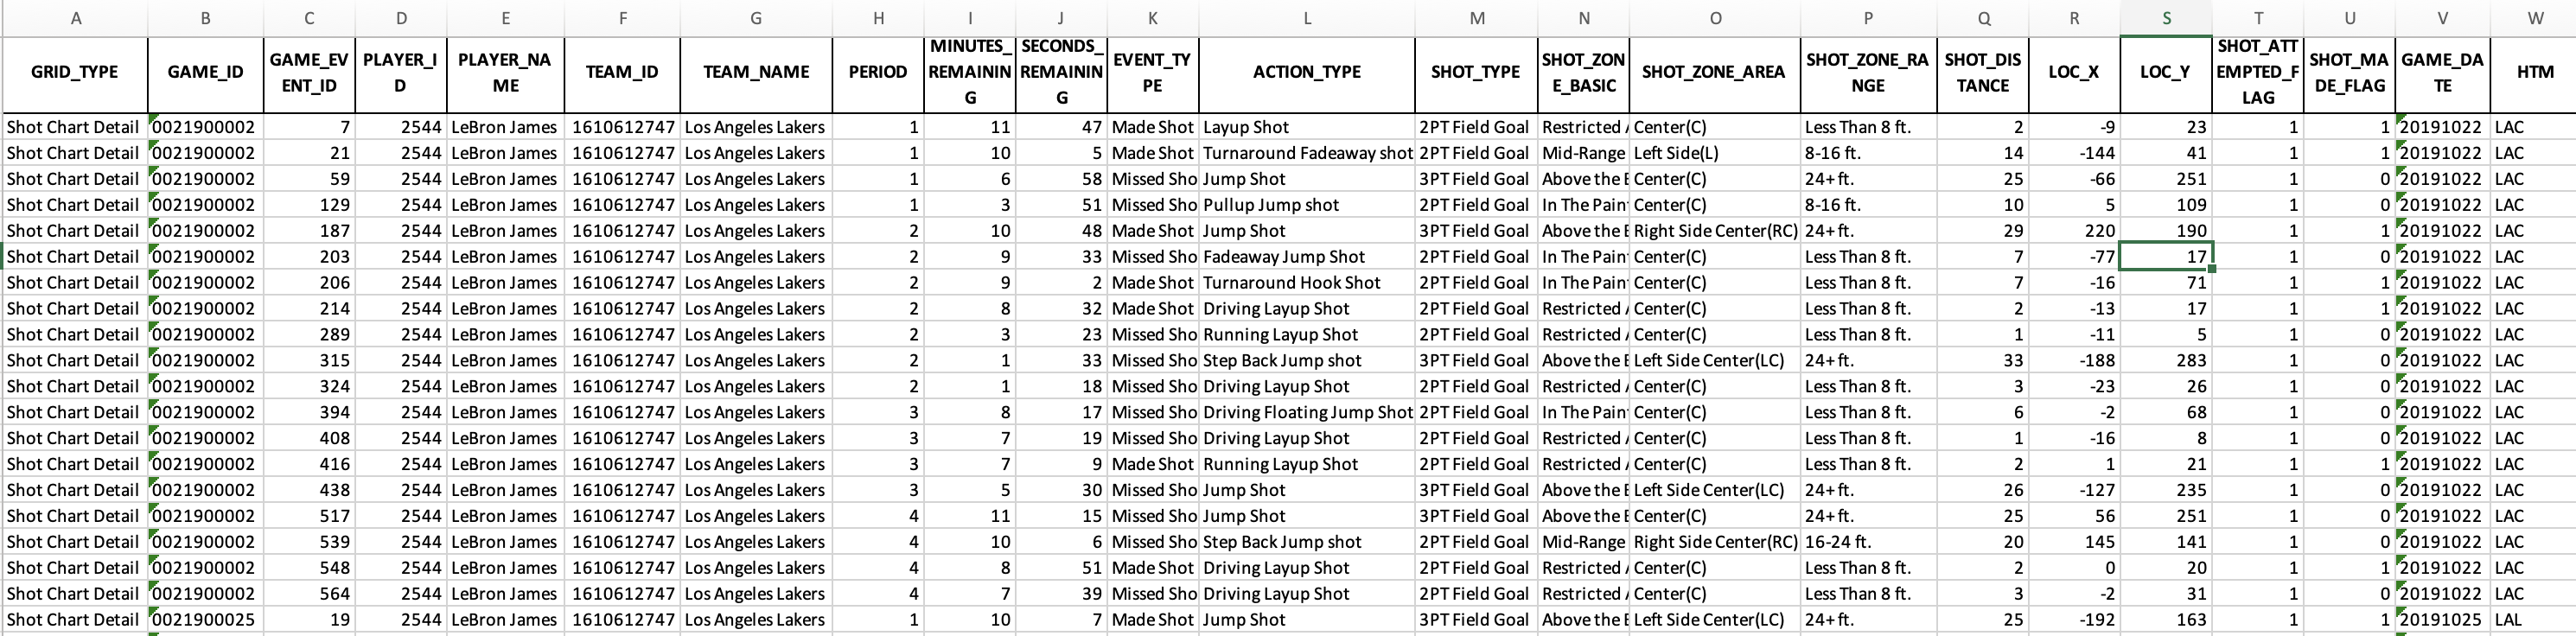 A B C D E F G H I J K L M N O P Q R S T U V W
GRID_TYPE GAME_ID GAME_EVENT_ID PLAYER_ID PLAYER_NAME TEAM_ID TEAM_NAME PERIOD MINUTES_REMAINING SECONDS_REMAINING EVENT_TYPE ACTION_TYPE SHOT_TYPE SHOT_ZONE_BASIC SHOT_ZONE_AREA SHOT_ZONE_RANGE SHOT_DISTANCE LOC_X LOC_Y SHOT_ATTEMPTED_FLAG SHOT_MADE_FLAG GAME_DATE HTM
Shot Chart Detail 0021900002 7 2544 LeBron James 1610612747 Los Angeles Lakers 1 11 47 Made Shot Layup Shot 2PT Field Goal Restricted Center(C) Less Than 8 ft. 2 -9 23 1 1 20191022 LAC
Shot Chart Detail 0021900002 21 2544 LeBron James 1610612747 Los Angeles Lakers 1 10 5 Made Shot Turnaround Fadeaway shot 2PT Field Goal Mid-Range Left Side(L) 8-16 ft. 14 -144 41 1 1 20191022 LAC
Shot Chart Detail 0021900002 59 2544 LeBron James 1610612747 Los Angeles Lakers 1 6 58 Missed Sho Jump Shot 3PT Field Goal Above the Center(C) 24+ ft. 25 -66 251 1 0 20191022 LAC
Shot Chart Detail 0021900002 129 2544 LeBron James 1610612747 Los Angeles Lakers 1 3 51 Missed Sho Pullup Jump shot 2PT Field Goal In The Pain Center(C) 8-16 ft. 10 5 109 1 0 20191022 LAC
Shot Chart Detail 0021900002 187 2544 LeBron James 1610612747 Los Angeles Lakers 2 10 48 Made Shot Jump Shot 3PT Field Goal Above the Right Side Center(RC) 24+ ft. 29 220 190 1 1 20191022 LAC
Shot Chart Detail 0021900002 203 2544 LeBron James 1610612747 Los Angeles Lakers 2 9 33 Missed Sho Fadeaway Jump Shot 2PT Field Goal In The Pain Center(C) Less Than 8 ft. 7 -77 17 1 0 20191022 LAC
Shot Chart Detail 0021900002 206 2544 LeBron James 1610612747 Los Angeles Lakers 2 9 2 Made Shot Turnaround Hook Shot 2PT Field Goal In The Pain Center(C) Less Than 8 ft. 7 -16 71 1 1 20191022 LAC
Shot Chart Detail 0021900002 214 2544 LeBron James 1610612747 Los Angeles Lakers 2 8 32 Made Shot Driving Layup Shot 2PT Field Goal Restricted Center(C) Less Than 8 ft. 2 -13 17 1 1 20191022 LAC
Shot Chart Detail 0021900002 289 2544 LeBron James 1610612747 Los Angeles Lakers 2 3 23 Missed Sho Running Layup Shot 2PT Field Goal Restricted Center(C) Less Than 8 ft. 1 -11 5 1 0 20191022 LAC
Shot Chart Detail 0021900002 315 2544 LeBron James 1610612747 Los Angeles Lakers 2 1 33 Missed Sho Step Back Jump shot 3PT Field Goal Above the Left Side Center(LC) 24+ ft. 33 -188 283 1 0 20191022 LAC
Shot Chart Detail 0021900002 324 2544 LeBron James 1610612747 Los Angeles Lakers 2 1 18 Missed Sho Driving Layup Shot 2PT Field Goal Restricted Center(C) Less Than 8 ft. 3 -23 26 1 0 20191022 LAC
Shot Chart Detail 0021900002 394 2544 LeBron James 1610612747 Los Angeles Lakers 3 8 17 Missed Sho Driving Floating Jump Shot 2PT Field Goal In The Pain Center(C) Less Than 8 ft. 6 -2 68 1 0 20191022 LAC
Shot Chart Detail 0021900002 408 2544 LeBron James 1610612747 Los Angeles Lakers 3 7 19 Missed Sho Driving Layup Shot 2PT Field Goal Restricted Center(C) Less Than 8 ft. 1 -16 8 1 0 20191022 LAC
Shot Chart Detail 0021900002 416 2544 LeBron James 1610612747 Los Angeles Lakers 3 7 9 Made Shot Running Layup Shot 2PT Field Goal Restricted Center(C) Less Than 8 ft. 2 1 21 1 1 20191022 LAC
Shot Chart Detail 0021900002 438 2544 LeBron James 1610612747 Los Angeles Lakers 3 5 30 Missed Sho Jump Shot 3PT Field Goal Above the Left Side Center(LC) 24+ ft. 26 -127 235 1 0 20191022 LAC
Shot Chart Detail 0021900002 517 2544 LeBron James 1610612747 Los Angeles Lakers 4 11 15 Missed Sho Jump Shot 3PT Field Goal Above the Center(C) 24+ ft. 25 56 251 1 0 20191022 LAC
Shot Chart Detail 0021900002 539 2544 LeBron James 1610612747 Los Angeles Lakers 4 10 6 Missed Sho Step Back Jump shot 2PT Field Goal Mid-Range Right Side Center(RC) 16-24 ft. 20 145 141 1 0 20191022 LAC
Shot Chart Detail 0021900002 548 2544 LeBron James 1610612747 Los Angeles Lakers 4 8 51 Made Shot Driving Layup Shot 2PT Field Goal Restricted Center(C) Less Than 8 ft. 2 0 20 1 1 20191022 LAC
Shot Chart Detail 0021900002 564 2544 LeBron James 1610612747 Los Angeles Lakers 4 7 39 Missed Sho Driving Layup Shot 2PT Field Goal Restricted Center(C) Less Than 8 ft. 3 -2 31 1 0 20191022 LAC
Shot Chart Detail 0021900025 19 2544 LeBron James 1610612747 Los Angeles Lakers 1 10 7 Made Shot Jump Shot 3PT Field Goal Above the Left Side Center(LC) 24+ ft. 25 -192 163 1 1 20191025 LAL